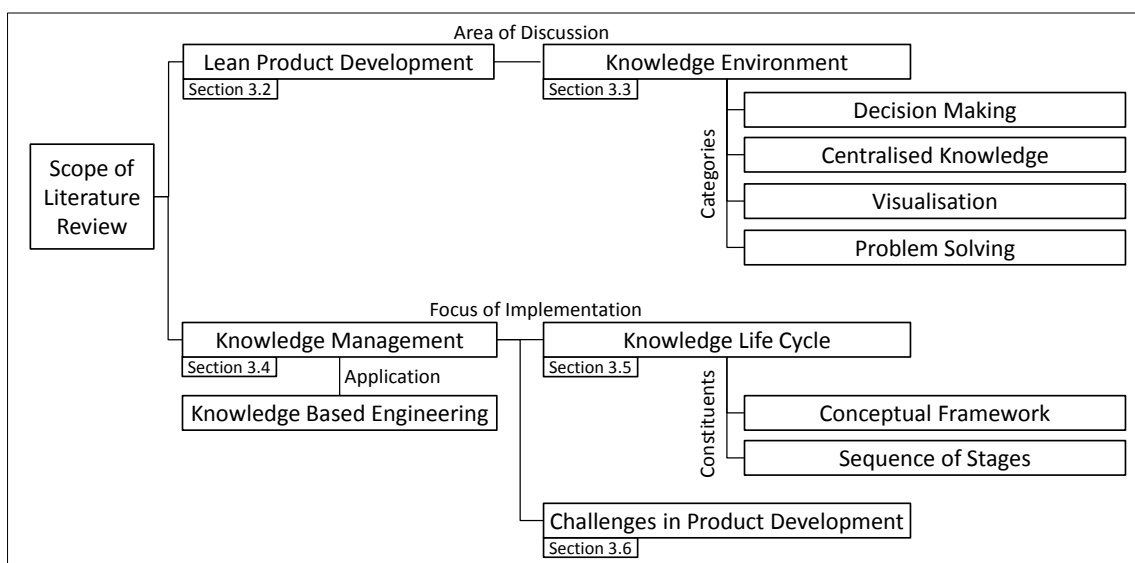 Area of Discussion
Lean Product Development
Section 3.2
Knowledge Environment
Section 3.3
Categories
Decision Making
Centralised Knowledge
Visualisation
Problem Solving
Scope of
Literature
Review
Focus of Implementation
Knowledge Management
Section 3.4
Application
Knowledge Based Engineering
Knowledge Life Cycle
Section 3.5
Constituents
Conceptual Framework
Sequence of Stages
Challenges in Product Development
Section 3.6